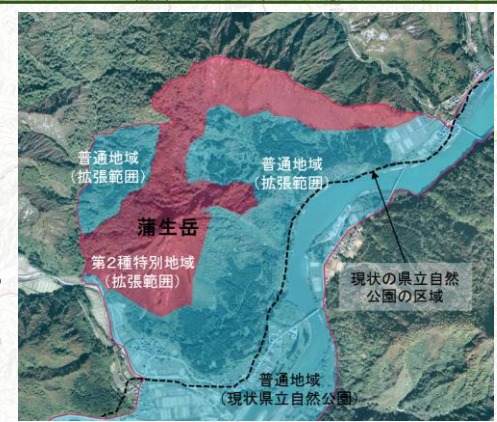 普通地域
(拡張範囲)
普通地域
(拡張範囲)
蒲生岳
第2種特別地域
(拡張範囲)
現状の県立自然
公園の区域
普通地域
(現状県立自然公園)